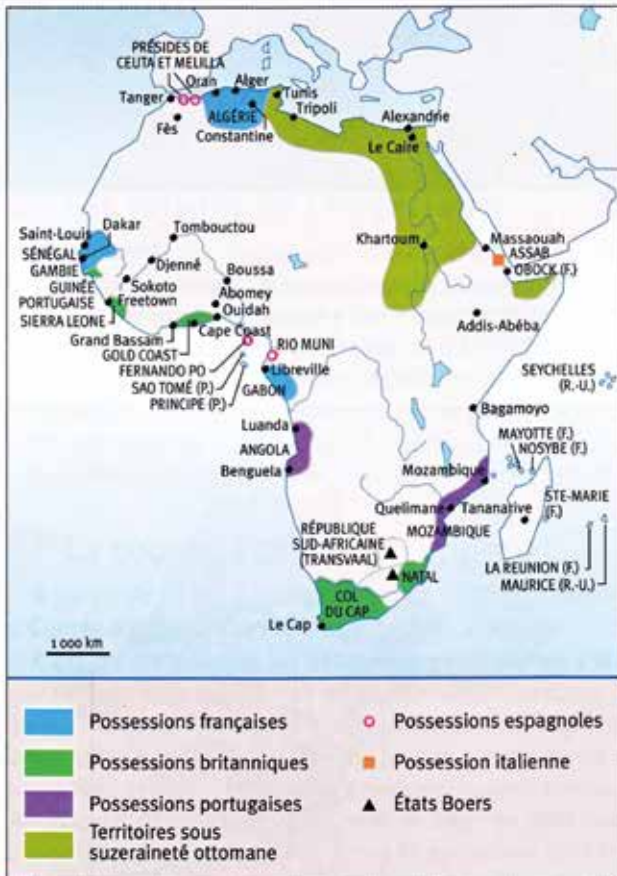 PRÉSIDES DE
CEUTA ET MELILLA
Oran
Alger
Tanger
Tunis
ALGÉRIE
Tripoli
Fès
Constantine
Alexandrie
Le Caire
Dakar
Saint-Louis
Tombouctou
Khartoum
Massaouah
SÉNÉGAL
ASSAB
GAMBIE
Djenné
OBOCK (F.)
GUINÉE
PORTUGAISE
Sokoto
Boussa
Freetown
Abomey
SIERRA LEONE
Ouidah
Addis-Abéba
Grand Bassam
Cape Coast
GOLD COAST
RIO MUNI
FERNANDO PO
Libreville
SAO TOMÉ (P.)
GABON
PRINCIPE (P.)
SEYCHELLES
(R.-U.)
Bagamoyo
Luanda
MAYOTTE (F.)
NOSYBE (F.)
ANGOLA
Benguela
Mozambique
STE-MARIE
(F.)
Quelimane
Tananarive
MOZAMBIQUE
RÉPUBLIQUE
SUD-AFRICAINE
(TRANSVAAL)
LA REUNION (F.)
MAURICE (R.-U.)
NATAL
COL
DU CAP
Le Cap
1 000 km
Possessions françaises
Possessions espagnoles
Possessions britanniques
Possession italienne
Possessions portugaises
États Boers
Territoires sous
suzeraineté ottomane